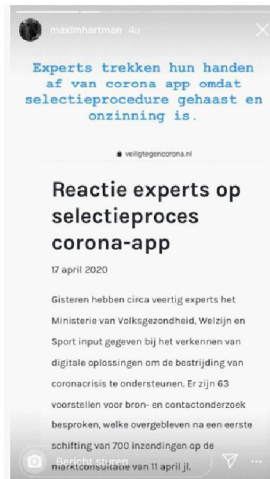 maximhartman 4u
Experts trekken hun handen
af van corona app omdat
selectieprocedure gehaast en
onzinning is.
veiligtegencorona.nl
Reactie experts op
selectieproces
corona-app
17 april 2020
Gisteren hebben circa veertig experts het
Ministerie van Volksgezondheid, Welzijn en
Sport input gegeven bij het verkennen van
digitale oplossingen om de bestrijding van
coronacrisis te ondersteunen. Er zijn 63
voorstellen voor bron- en contactonderzoek
besproken, welke overgebleven na een eerste
schifting van 700 inzendingen op de
Bericht sturen
marktconsultatie van 11 april jl.